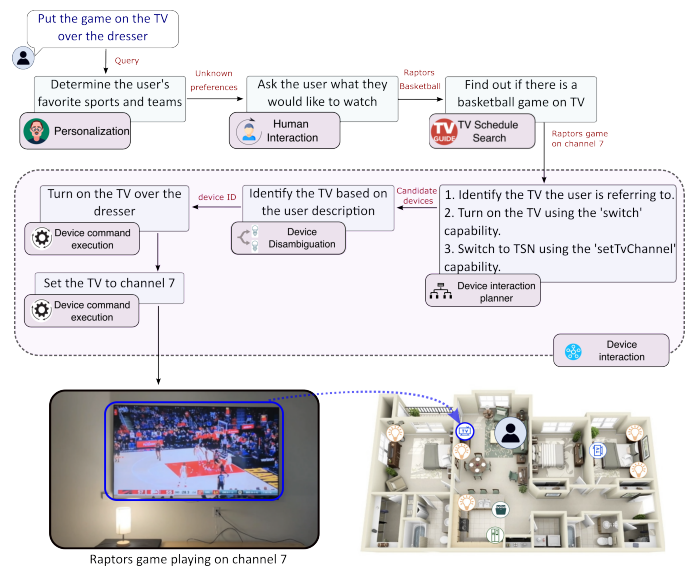 Put the game on the TV
over the dresser
Query
Determine the user's
favorite sports and teams
Personalization
Unknown
preferences
Ask the user what they
would like to watch
Human
Interaction
Raptors
Basketball
Find out if there is a
basketball game on TV
TV
GUIDE
TV Schedule
Search
Raptors game
on channel 7
1. Identify the TV the user is referring to.
2. Turn on the TV using the 'switch'
capability.
3. Switch to TSN using the 'setTvChannel'
capability.
Device interaction
planner
Candidate
devices
Identify the TV based on
the user description
Device
Disambiguation
device ID
Turn on the TV over the
dresser
Device command
execution
Set the TV to channel 7
Device command
execution
Device
interaction
Raptors game playing on channel 7